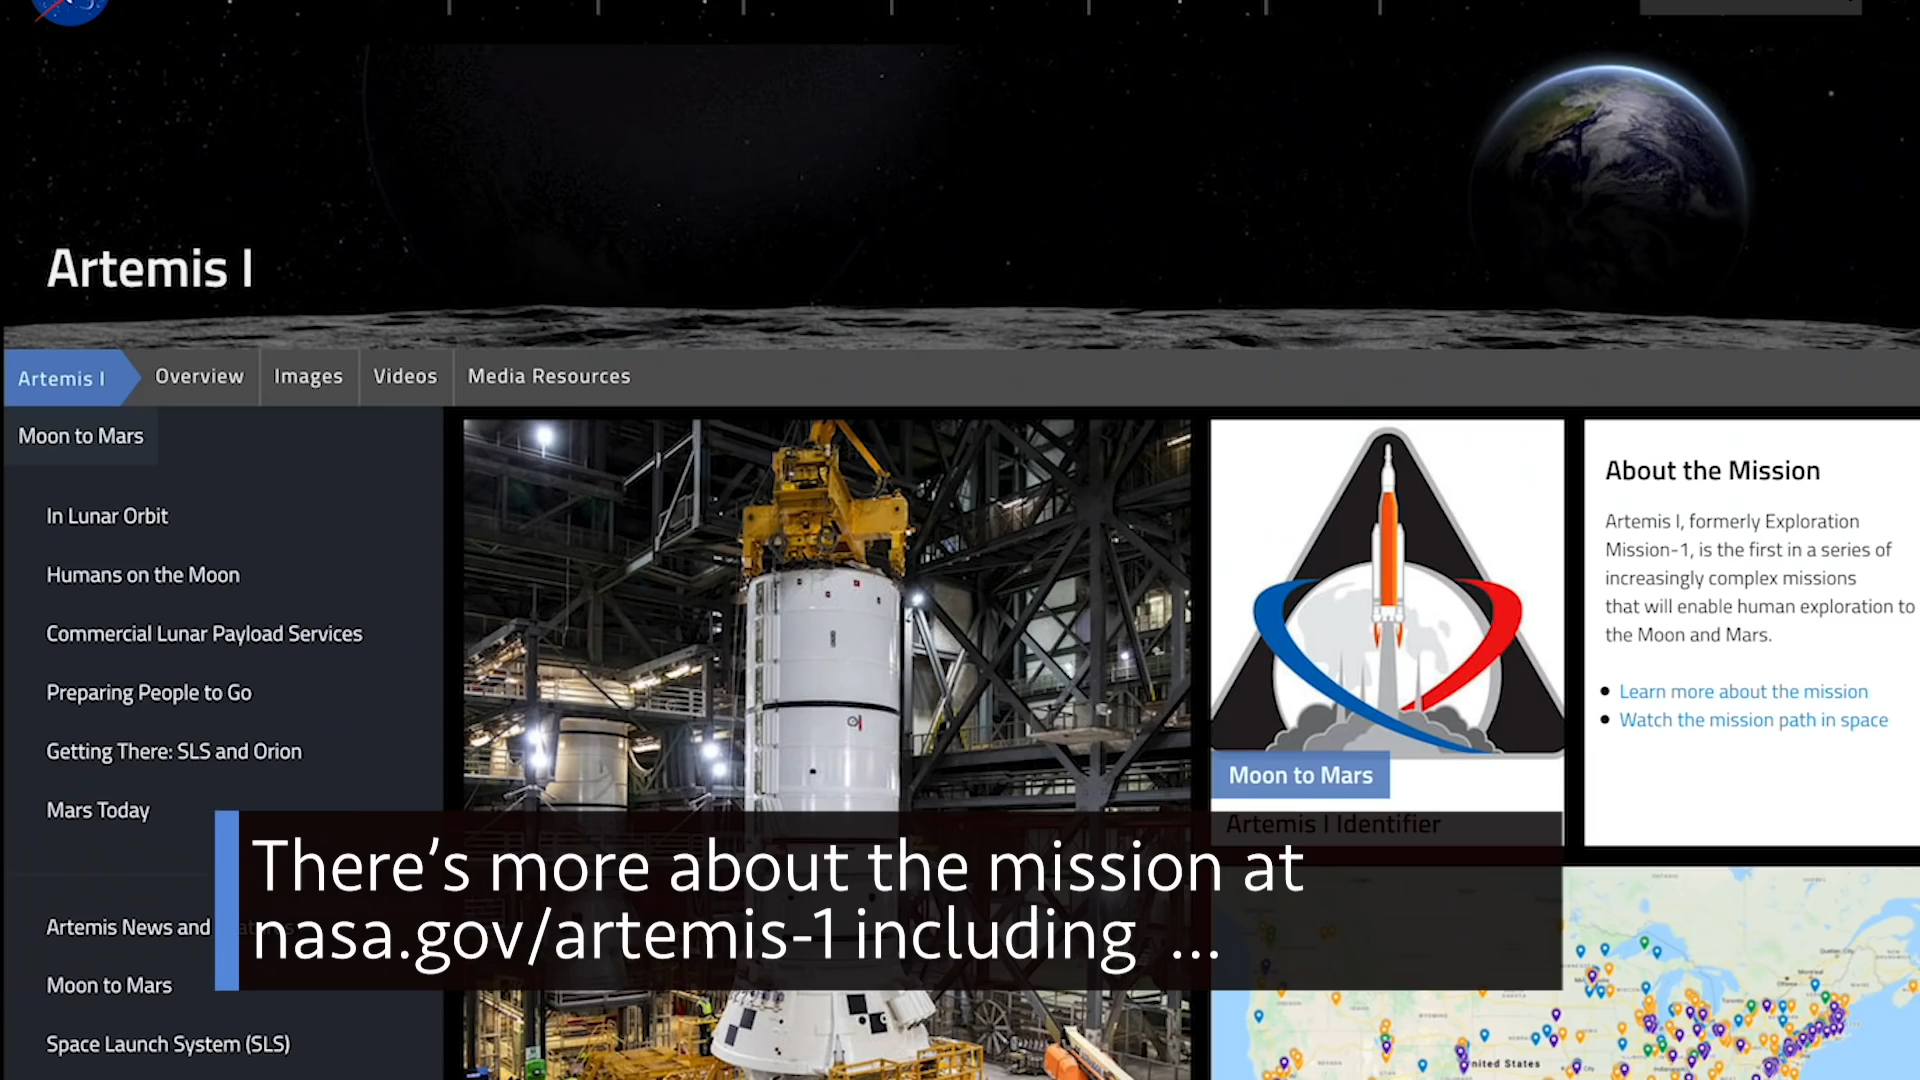 Artemis I
Artemis I
Overview
Images
Videos
Media Resources
Moon to Mars
In Lunar Orbit
Humans on the Moon
Commercial Lunar Payload Services
Preparing People to Go
Getting There: SLS and Orion
Mars Today
Artemis News and
Moon to Mars
Space Launch System (SLS)
Moon to Mars
Artemis I Identifier
About the Mission
Artemis I, formerly Exploration
Mission-1, is the first in a series of
increasingly complex missions
that will enable human exploration to
the Moon and Mars.
Learn more about the mission
Watch the mission path in space
There’s more about the mission at
nasa.gov/artemis-1 including ...
United States